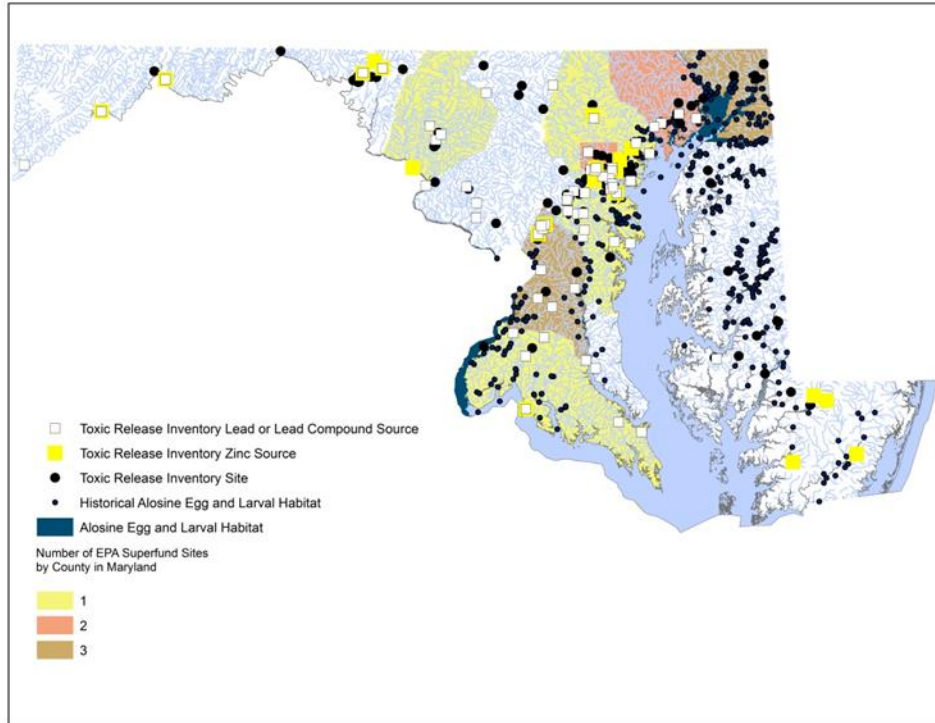 Toxic Release Inventory Lead or Lead Compound Source
Toxic Release Inventory Zinc Source
Toxic Release Inventory Site
Historical Alosine Egg and Larval Habitat
Alosine Egg and Larval Habitat
Number of EPA Superfund Sites
by County in Maryland
1
2
3